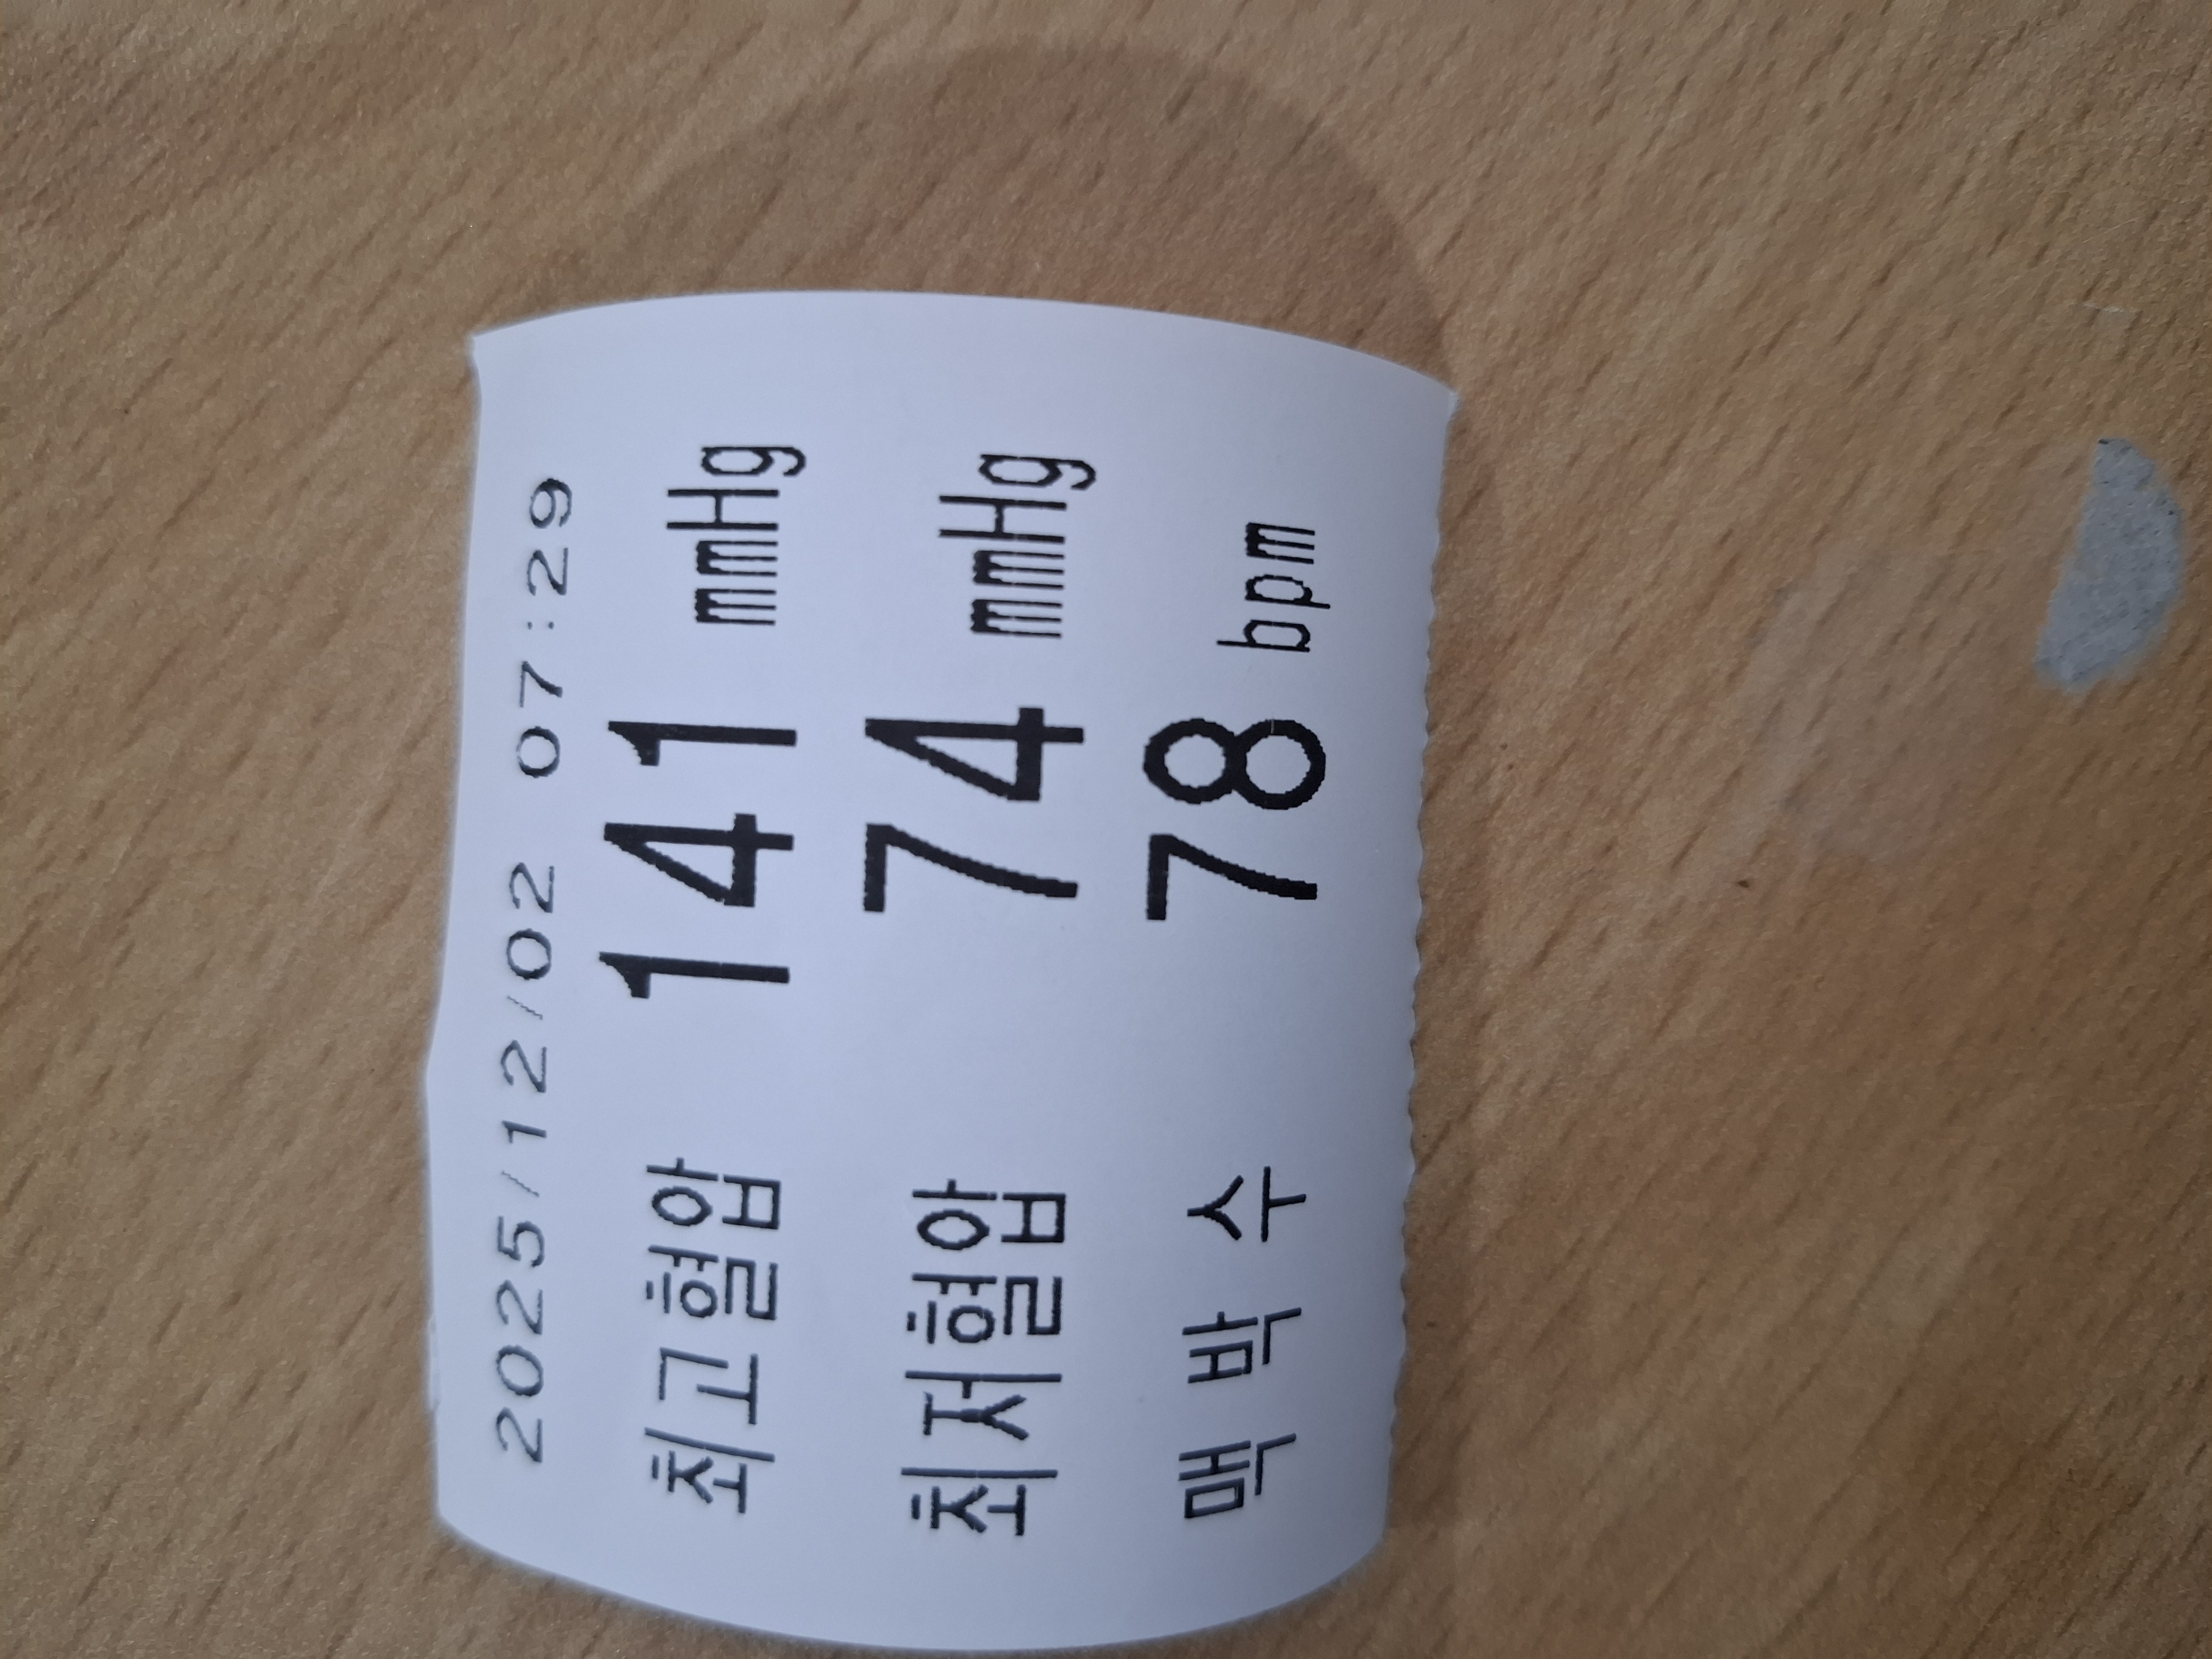 2025/12/02 07:29
최고혈압 141 mmHg
최저혈압 74 mmHg
맥 박 수 78 bpm